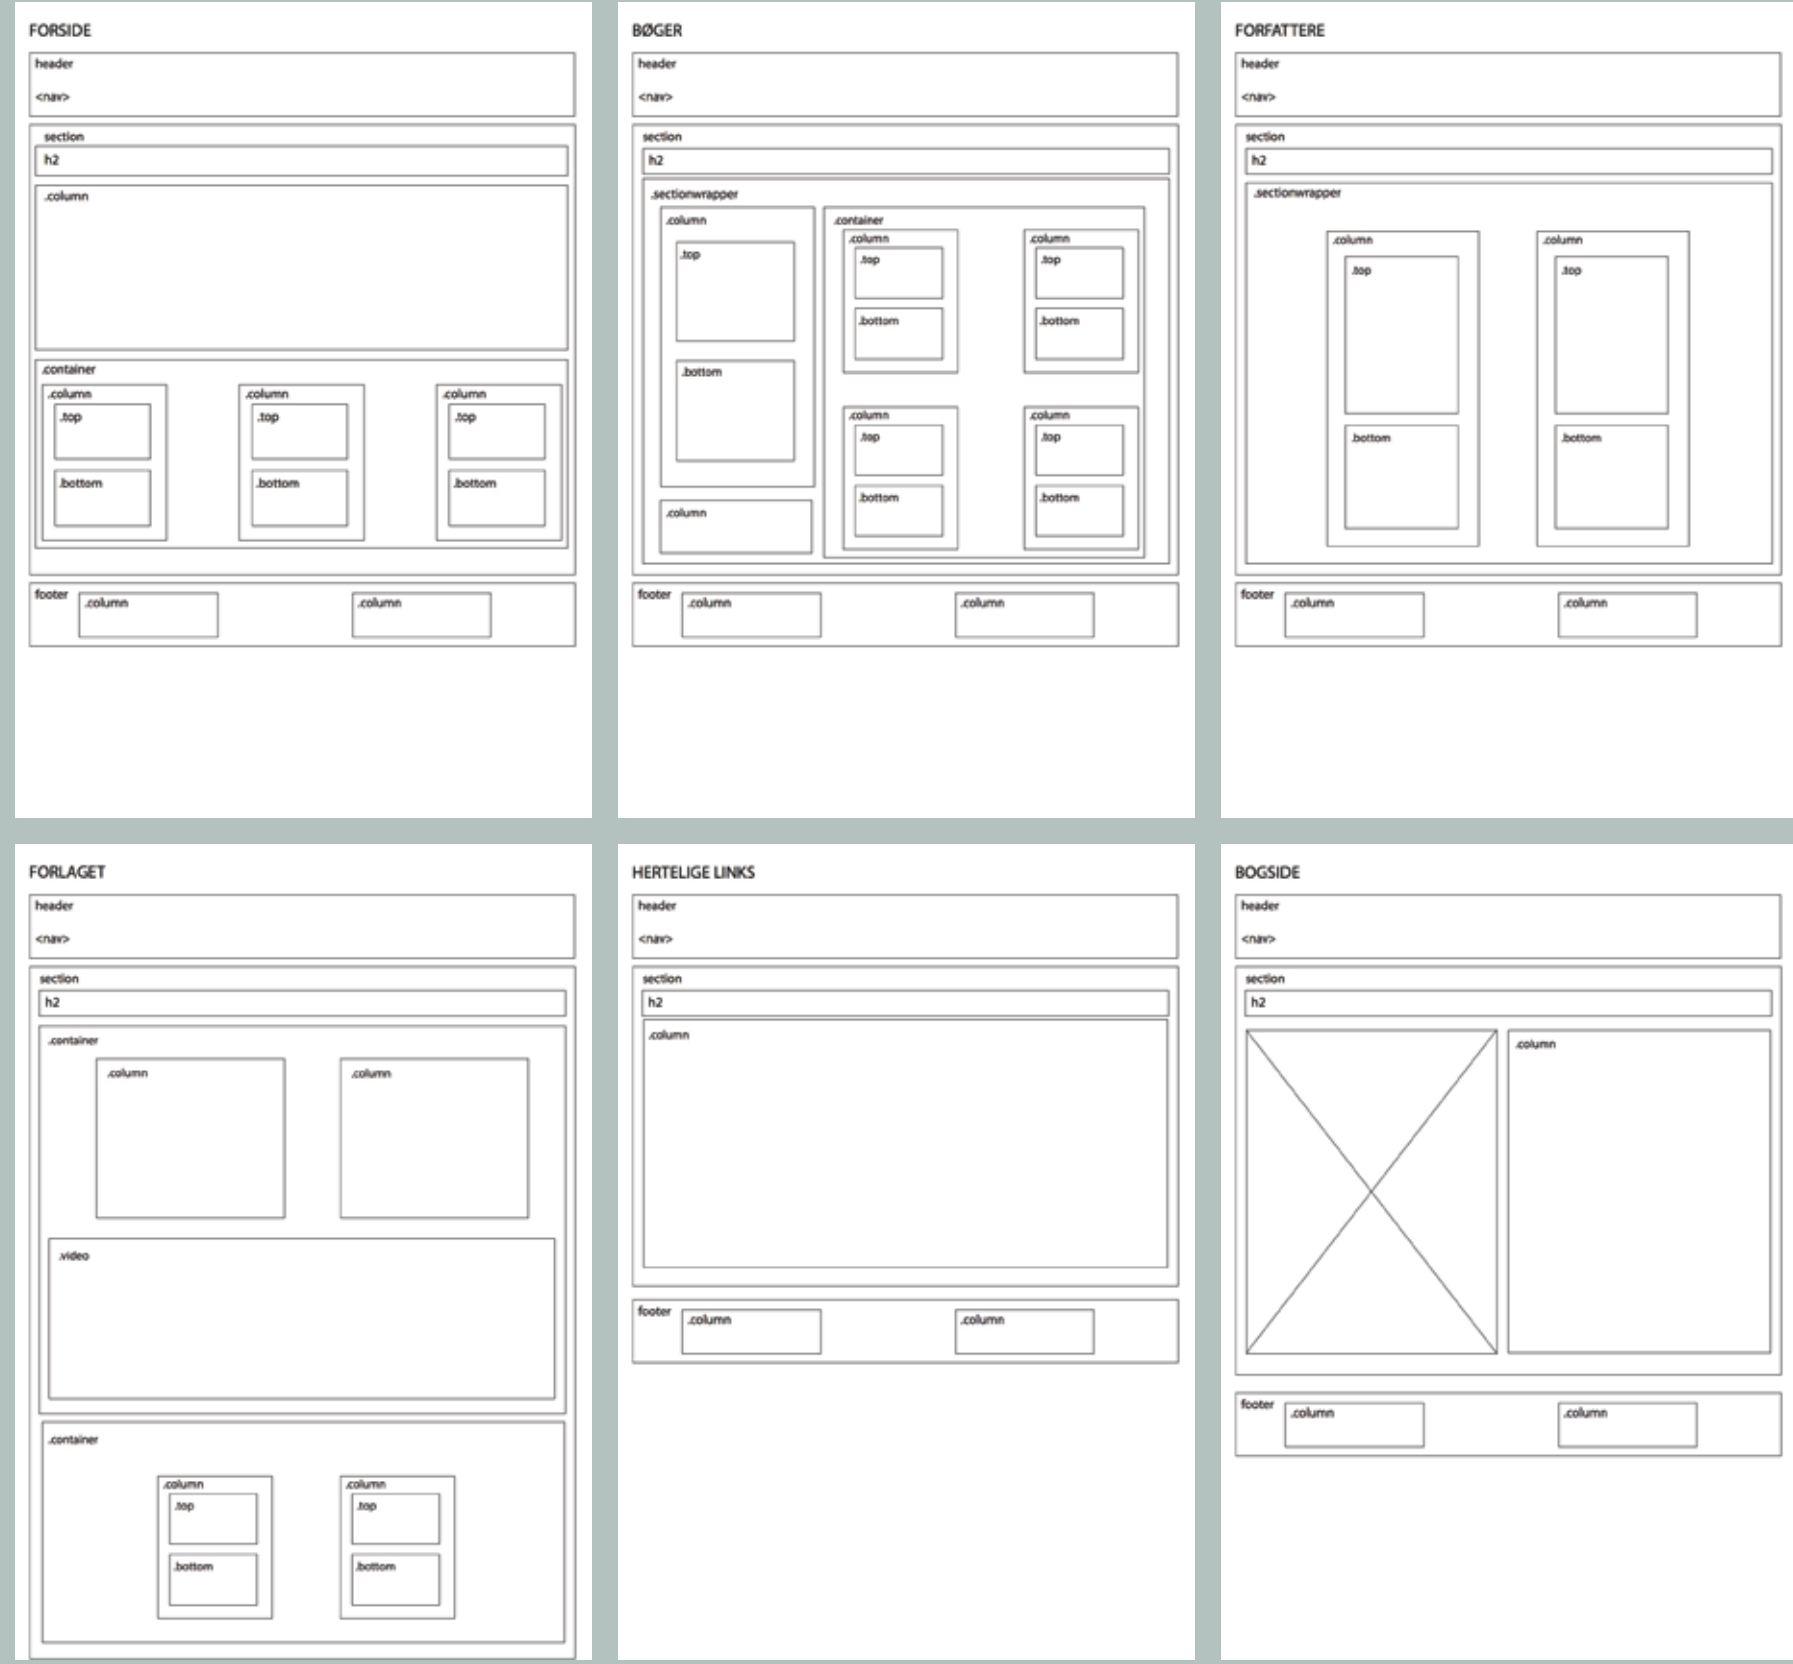 FORSIDE
header
<nav>
section
h2
.column
.container
.column .column .column
.top .top .top
.bottom .bottom .bottom
footer .column .column
BØGER
header
<nav>
section
h2
.sectionwrapper
.column .container
.column .column
.top .top .top
.bottom .bottom
.bottom
.column .column
.top .top
.bottom .bottom
.column
footer .column .column
FORFATTERE
header
<nav>
section
h2
.sectionwrapper
.column .column
.top .top
.bottom .bottom
footer .column .column
FORLAGET
header
<nav>
section
h2
.container
.column .column
.video
.container
.column .column
.top .top
.bottom .bottom
HERTELIGE LINKS
header
<nav>
section
h2
.column
footer .column .column
BOGSIDE
header
<nav>
section
h2
.column
footer .column .column